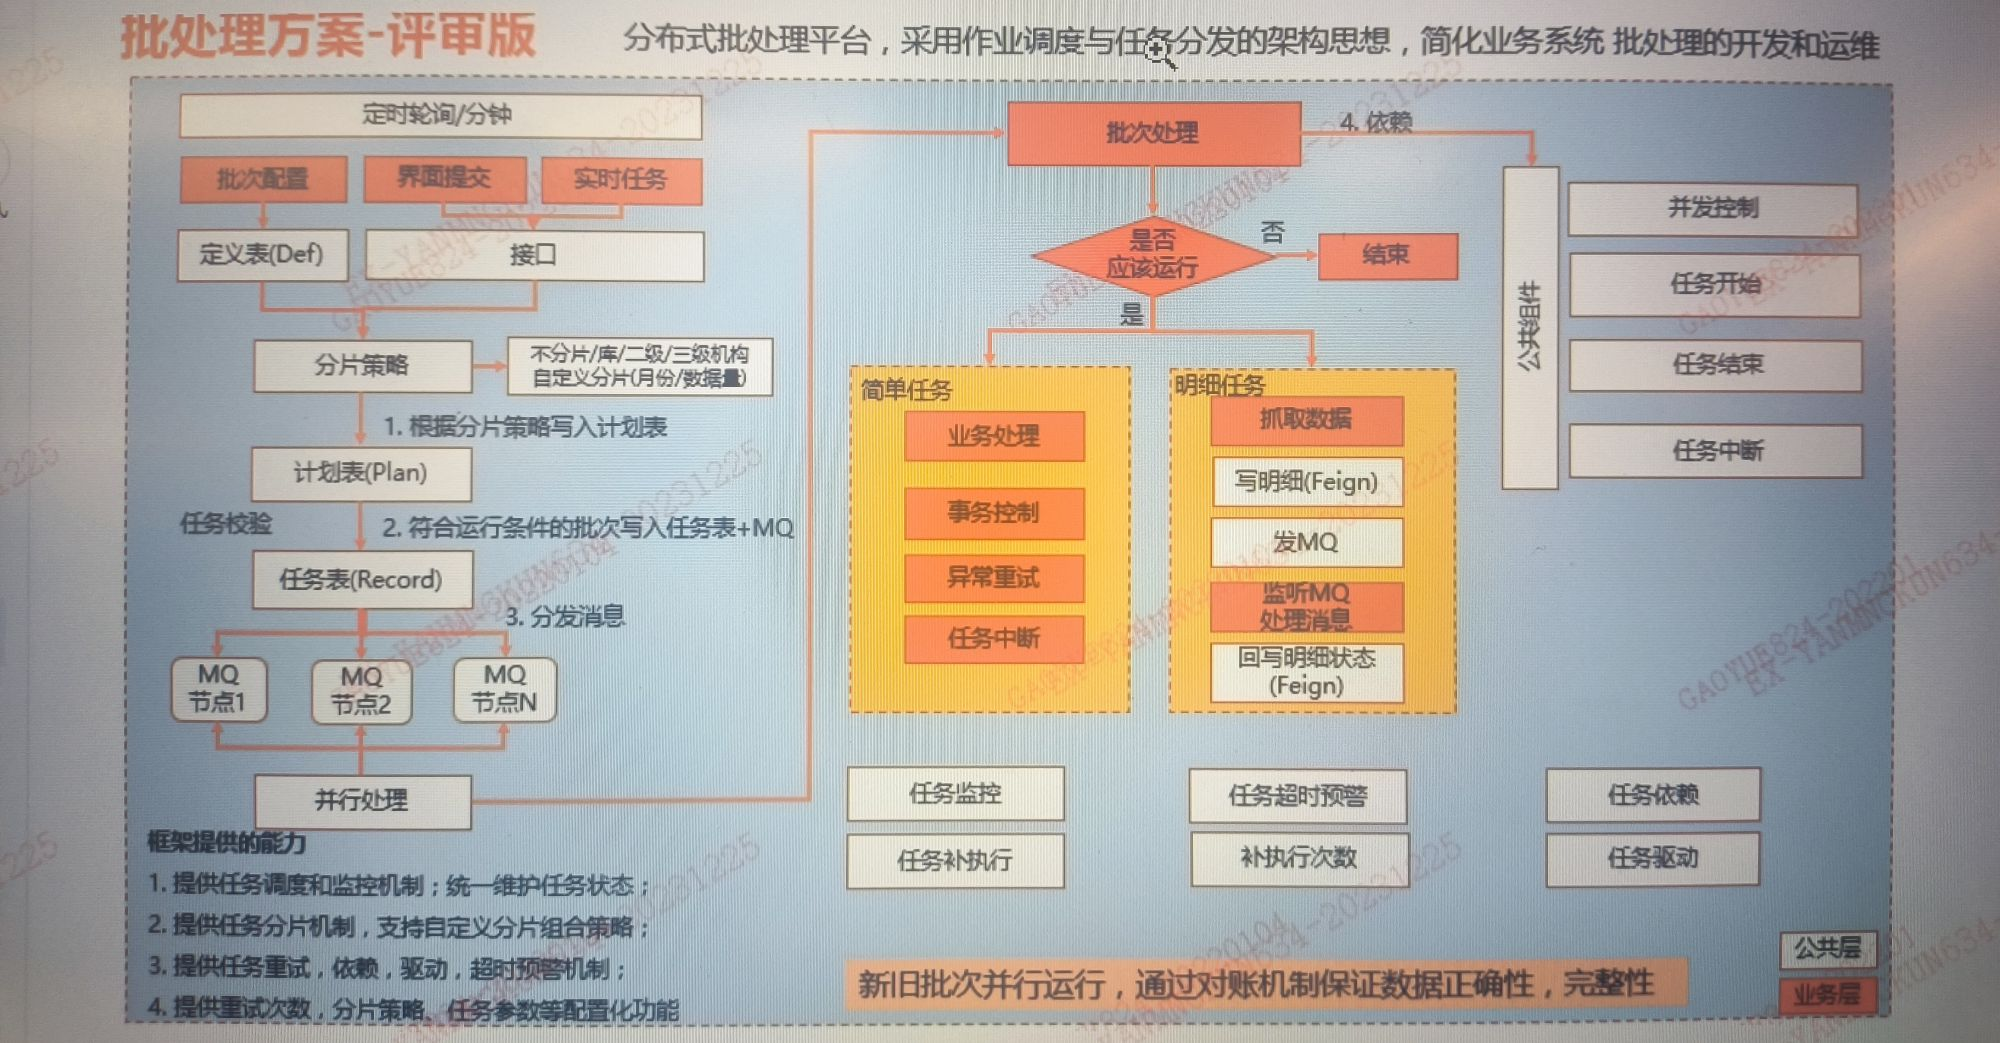 批处理方案-评审版
分布式批处理平台，采用作业调度与任务分发的架构思想，简化业务系统 批处理的开发和运维
定时轮询/分钟
批次配置
界面提交
实时任务
定义表(Def)
接口
分片策略
不分片/库/二级/三级机构
自定义分片(月份/数据量)
1. 根据分片策略写入计划表
计划表(Plan)
任务校验
2. 符合运行条件的批次写入任务表+MQ
任务表(Record)
3. 分发消息
MQ
节点1
MQ
节点2
MQ
节点N
并行处理
框架提供的能力
1. 提供任务调度和监控机制；统一维护任务状态；
2. 提供任务分片机制，支持自定义分片组合策略；
3. 提供任务重试，依赖，驱动，超时预警机制；
4. 提供重试次数，分片策略、任务参数等配置化功能
批次处理
4. 依赖
是否
应该运行
否
结束
是
简单任务
业务处理
事务控制
异常重试
任务中断
明细任务
抓取数据
写明细(Feign)
发MQ
监听MQ
处理消息
回写明细状态
(Feign)
公共组件
并发控制
任务开始
任务结束
任务中断
任务监控
任务超时预警
任务依赖
任务补执行
补执行次数
任务驱动
新旧批次并行运行，通过对账机制保证数据正确性，完整性
公共层
业务层